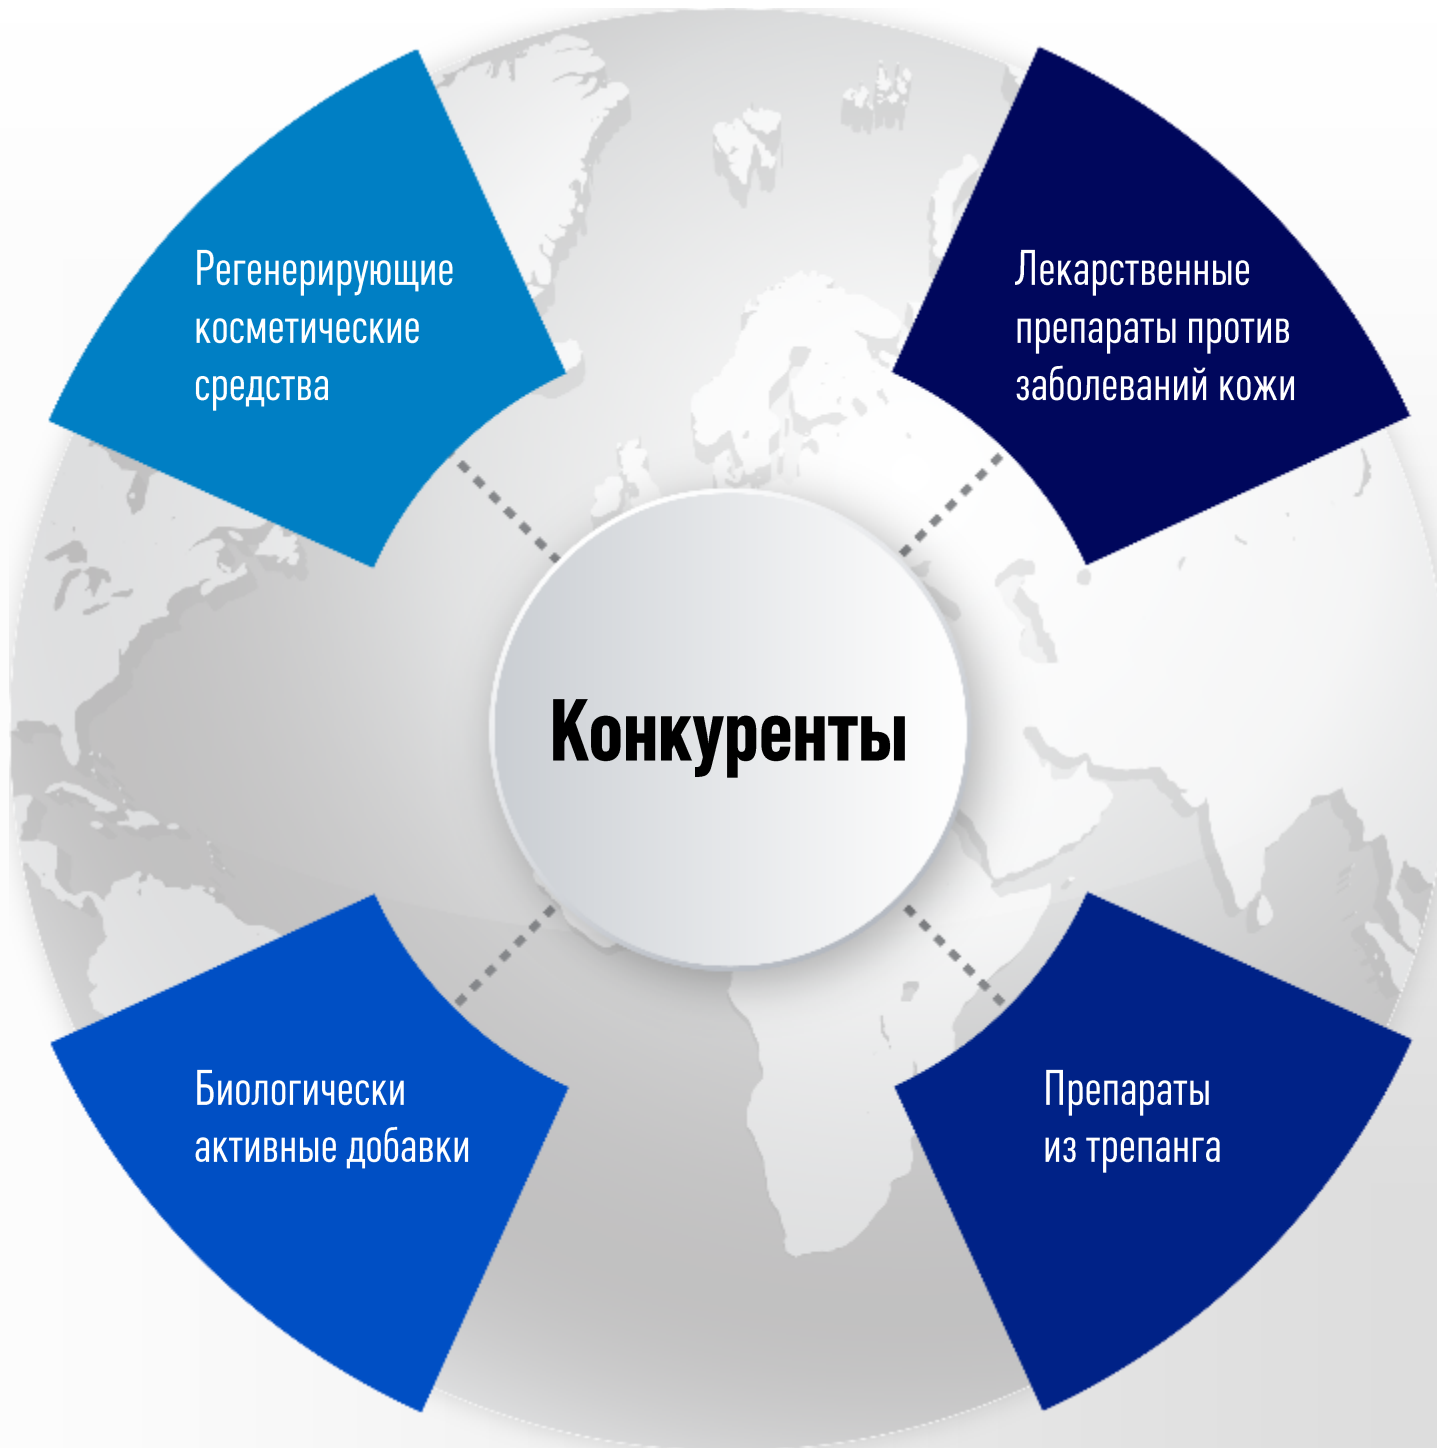 Регенерирующие
косметические
средства
Лекарственные
препараты против
заболеваний кожи
Конкуренты
Биологически
активные добавки
Препараты
из трепанга